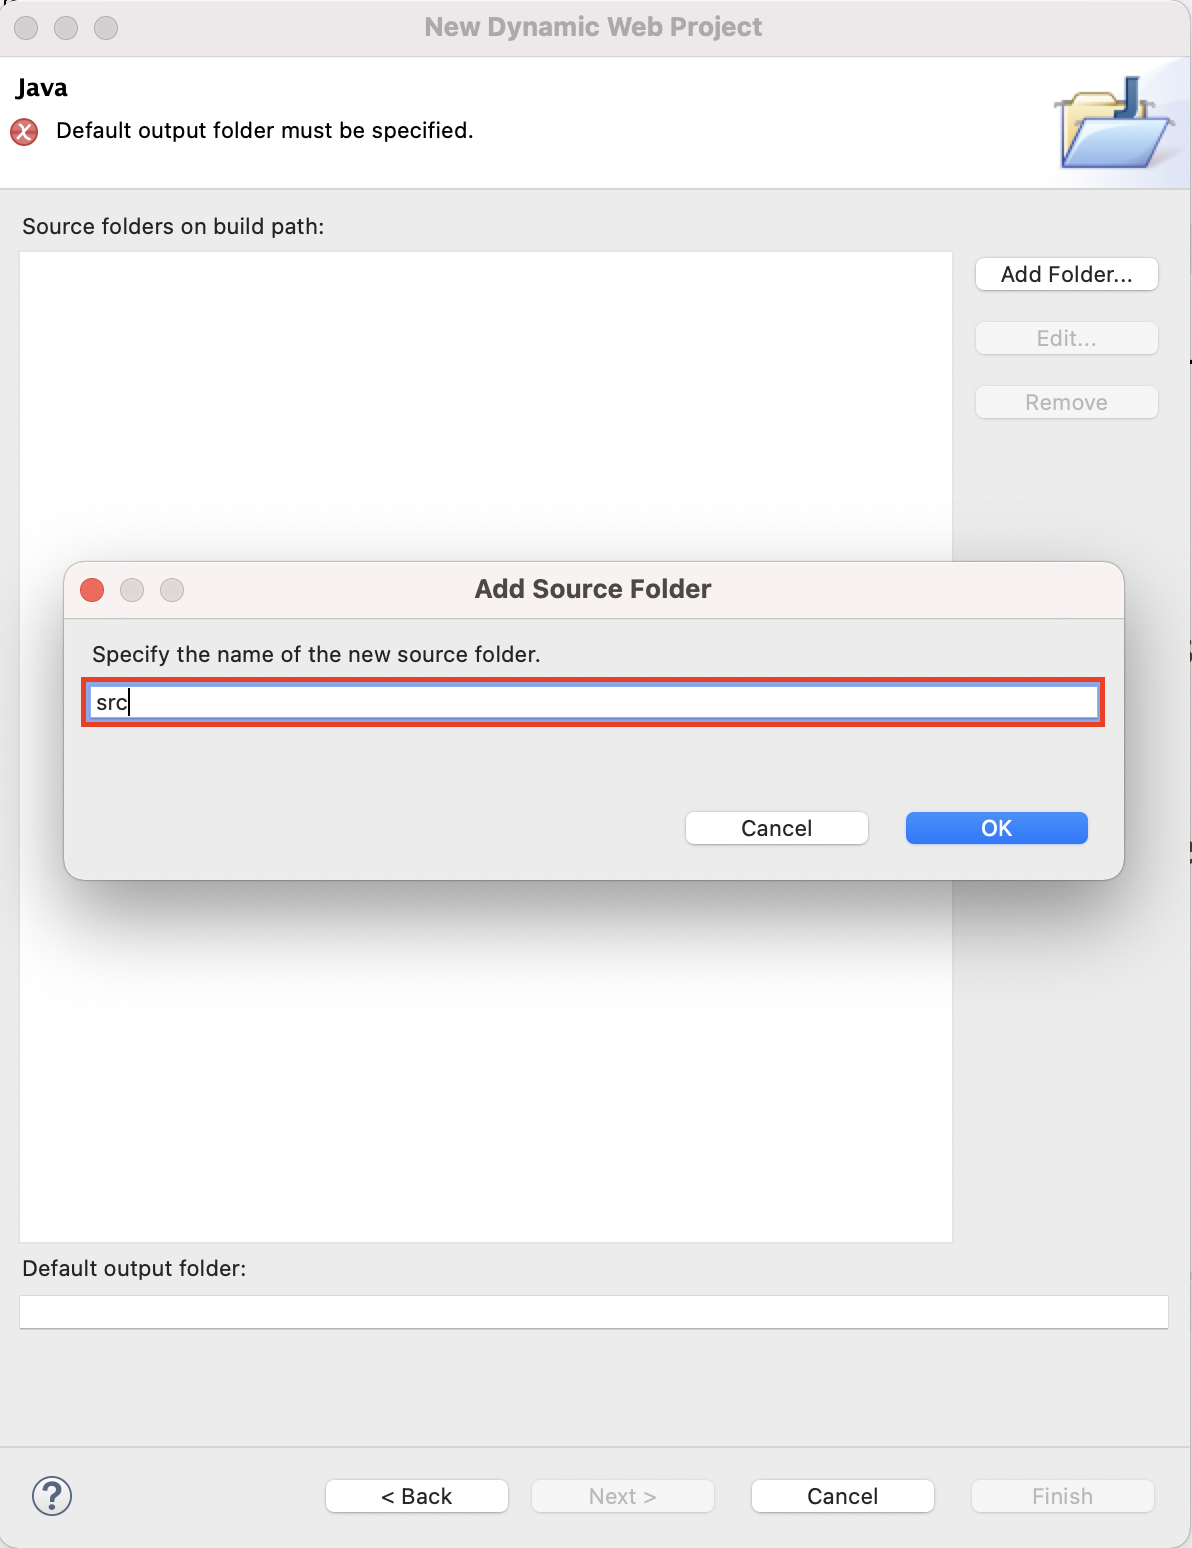 New Dynamic Web Project
Java
Default output folder must be specified.
Source folders on build path:
Add Folder...
Edit...
Remove
Add Source Folder
Specify the name of the new source folder.
src
Cancel
OK
Default output folder:
< Back
Next >
Cancel
Finish